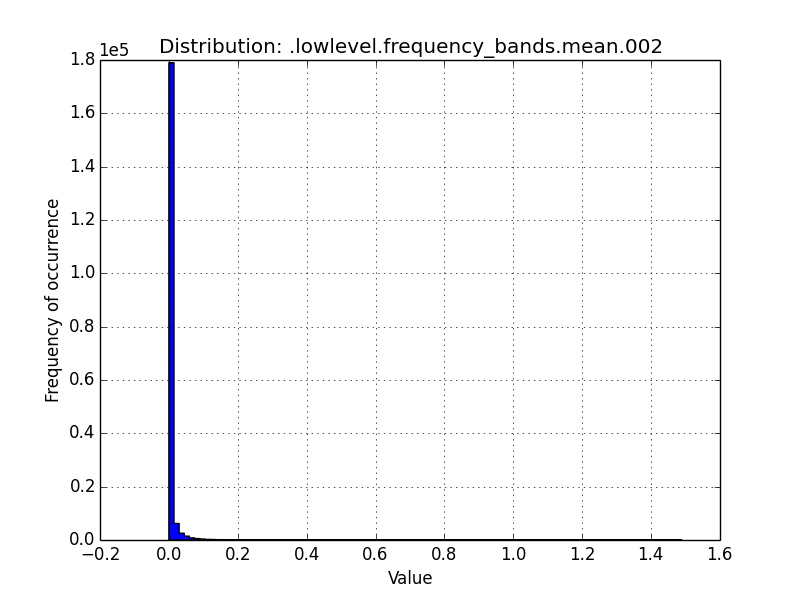 Distribution: .lowlevel.frequency_bands.mean.002
1e5
1.8
1.6
1.4
1.2
1.0
0.8
0.6
0.4
0.2
0.0
Frequency of occurrence
−0.2 0.0 0.2 0.4 0.6 0.8 1.0 1.2 1.4 1.6
Value